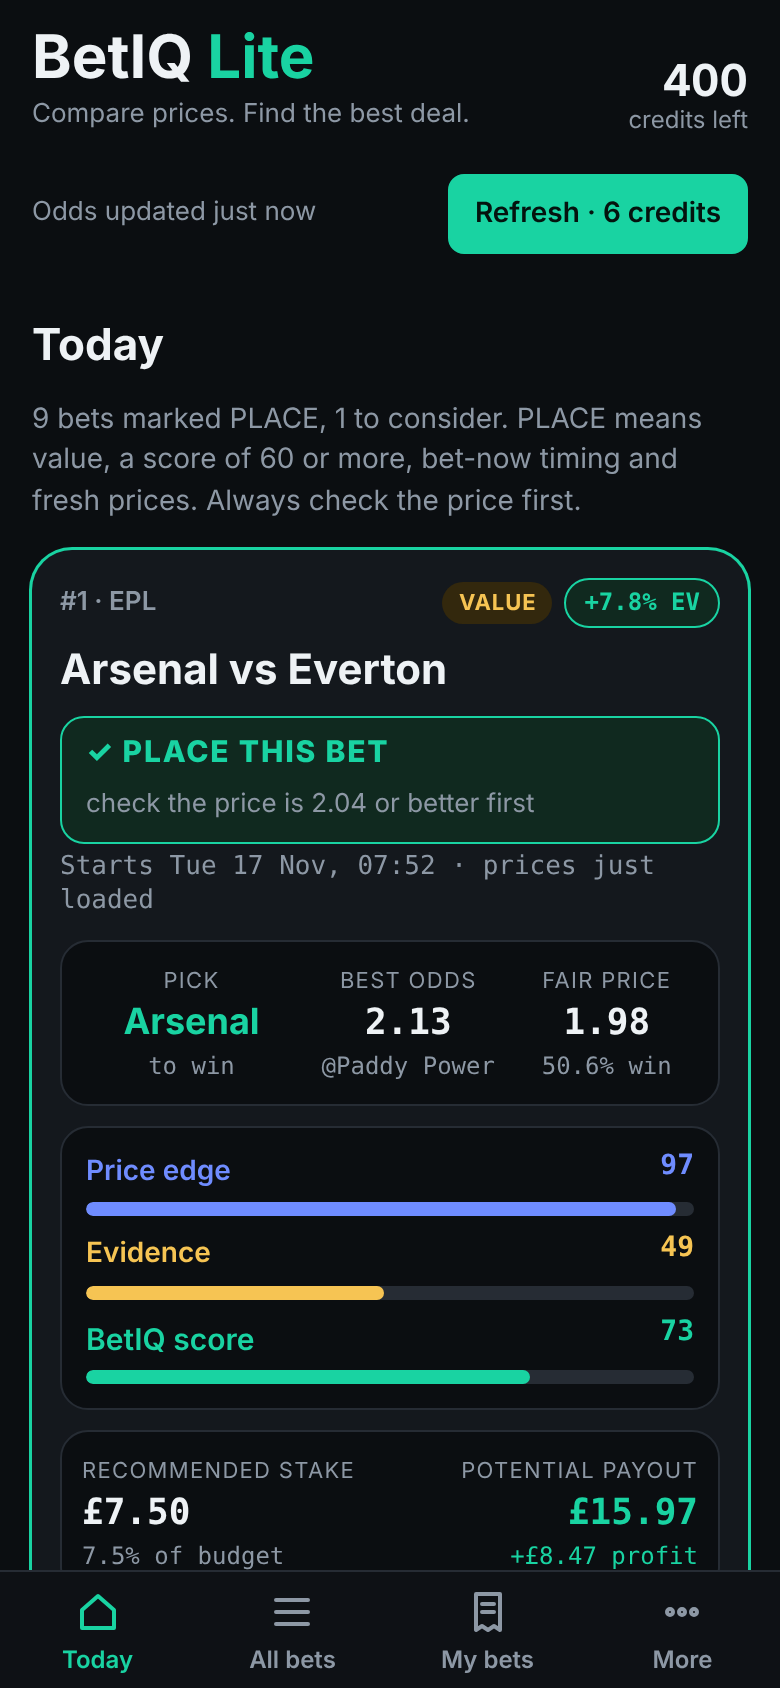 BetIQ Lite
Compare prices. Find the best deal.
400
credits left
Odds updated just now
Refresh · 6 credits
Today
9 bets marked PLACE, 1 to consider. PLACE means
value, a score of 60 or more, bet-now timing and
fresh prices. Always check the price first.
#1 · EPL
VALUE
+7.8% EV
Arsenal vs Everton
✓ PLACE THIS BET
check the price is 2.04 or better first
Starts Tue 17 Nov, 07:52 · prices just
loaded
PICK
Arsenal
to win
BEST ODDS
2.13
@Paddy Power
FAIR PRICE
1.98
50.6% win
Price edge
97
Evidence
49
BetIQ score
73
RECOMMENDED STAKE
£7.50
7.5% of budget
POTENTIAL PAYOUT
£15.97
+£8.47 profit
Today
All bets
My bets
More